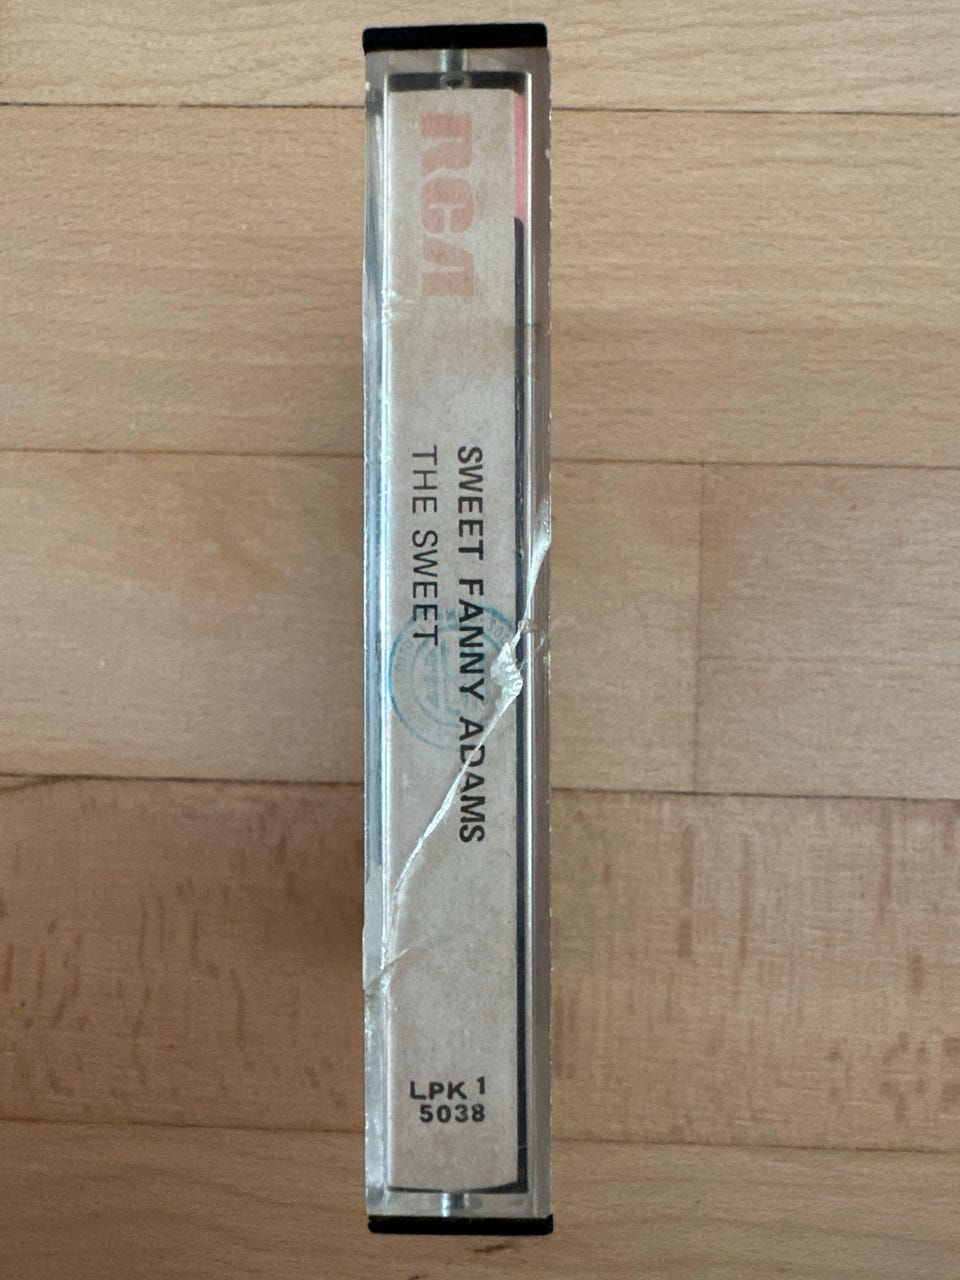 RCA
SWEET FANNY ADAMS
THE SWEET
LPK 1
5038